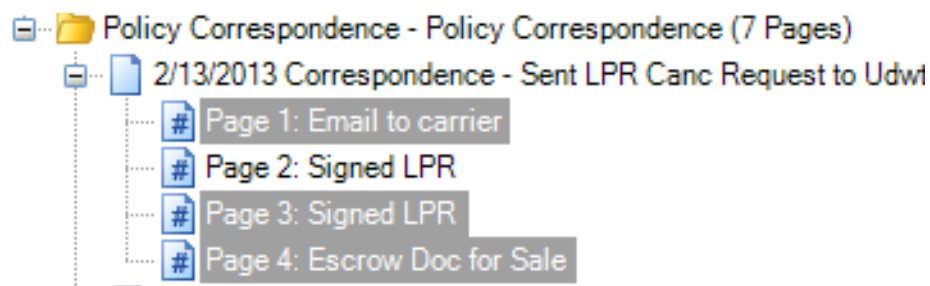 Policy Correspondence - Policy Correspondence (7 Pages)
2/13/2013 Correspondence - Sent LPR Canc Request to Udwt
# Page 1: Email to carrier
# Page 2: Signed LPR
# Page 3: Signed LPR
# Page 4: Escrow Doc for Sale